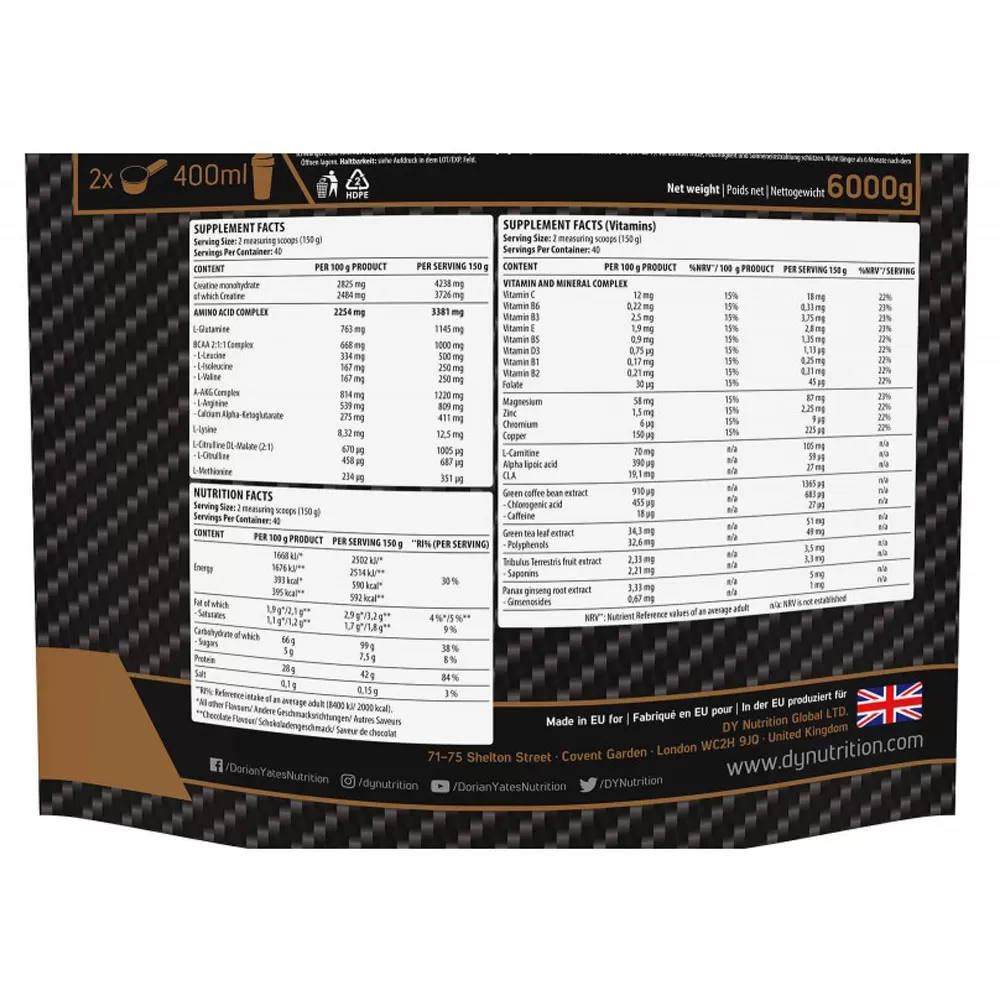 Öffnen lagern. Haltbarkeit: siehe Aufdruck in dem LOT/EXP. Feld.
2x 400ml
2
HDPE
Net weight | Poids net | Nettogewicht 6000g
SUPPLEMENT FACTS
Serving Size: 2 measuring scoops (150 g)
Servings Per Container: 40
CONTENT PER 100 g PRODUCT PER SERVING 150 g
Creatine monohydrate 2825 mg 4238 mg
of which Creatine 2484 mg 3726 mg
AMINO ACID COMPLEX 2254 mg 3381 mg
L-Glutamine 763 mg 1145 mg
BCAA 2:1:1 Complex 668 mg 1000 mg
- L-Leucine 334 mg 500 mg
- L-Isoleucine 167 mg 250 mg
- L-Valine 167 mg 250 mg
A-AKG Complex 814 mg 1220 mg
- L-Arginine 539 mg 809 mg
- Calcium Alpha-Ketoglutarate 275 mg 411 mg
L-Lysine 8,32 mg 12,5 mg
L-Citrulline DL-Malate (2:1) 670 µg 1005 µg
- L-Citrulline 458 µg 687 µg
L-Methionine 234 µg 351 µg
NUTRITION FACTS
Serving Size: 2 measuring scoops (150 g)
Servings Per Container: 40
CONTENT PER 100 g PRODUCT PER SERVING 150 g **RI% (PER SERVING)
Energy 1668 kJ/* 2502 kJ/* 30 %
1676 kJ/** 2514 kJ/**
393 kcal* 590 kcal*
395 kcal** 592 kcal**
Fat of which 1,9 g*/2,1 g** 2,9 g*/3,2 g** 4 %*/5 %**
- Saturates 1,1 g*/1,2 g** 1,7 g*/1,8 g** 9 %
Carbohydrate of which 66 g 99 g 38 %
- Sugars 5 g 7,5 g 8 %
Protein 28 g 42 g 84 %
Salt 0,1 g 0,15 g 3 %
**RI%: Reference intake of an average adult (8400 kJ/ 2000 kcal).
*All other Flavours/ Andere Geschmacksrichtungen/ Autres Saveurs
**Chocolate Flavour/ Schokoladengeschmack/ Saveur de chocolat
SUPPLEMENT FACTS (Vitamins)
Serving Size: 2 measuring scoops (150 g)
Servings Per Container: 40
CONTENT PER 100 g PRODUCT %NRV*/ 100 g PRODUCT PER SERVING 150 g %NRV*/ SERVING
VITAMIN AND MINERAL COMPLEX
Vitamin C 12 mg 15% 18 mg 22%
Vitamin B6 0,22 mg 15% 0,33 mg 23%
Vitamin B3 2,5 mg 15% 3,75 mg 23%
Vitamin E 1,9 mg 15% 2,8 mg 23%
Vitamin B5 0,9 mg 15% 1,35 mg 22%
Vitamin D3 0,75 µg 15% 1,13 µg 22%
Vitamin B1 0,17 mg 15% 0,25 mg 22%
Vitamin B2 0,21 mg 15% 0,31 mg 22%
Folate 30 µg 15% 45 µg 22%
Magnesium 58 mg 15% 87 mg 23%
Zinc 1,5 mg 15% 2,25 mg 22%
Chromium 6 µg 15% 9 µg 22%
Copper 150 µg 15% 225 µg 22%
L-Carnitine 70 mg n/a 105 mg n/a
Alpha lipoic acid 390 µg n/a 59 µg n/a
CLA 19,1 mg n/a 27 mg n/a
Green coffee bean extract 910 µg n/a 1365 µg n/a
- Chlorogenic acid 455 µg n/a 683 µg n/a
- Caffeine 18 µg n/a 27 µg n/a
Green tea leaf extract 34,3 mg n/a 51 mg n/a
- Polyphenols 32,6 mg n/a 49 mg n/a
Tribulus Terrestris fruit extract 2,33 mg n/a 3,5 mg n/a
- Saponins 2,21 mg n/a 3,3 mg n/a
Panax ginseng root extract 3,33 mg n/a 5 mg n/a
- Ginsenosides 0,67 mg n/a 1 mg n/a
NRV*: Nutrient Reference values of an average adult n/a: NRV is not established
Made in EU for | Fabriqué en EU pour | In der EU produziert für
DY Nutrition Global LTD.
71-75 Shelton Street · Covent Garden · London WC2H 9JQ · United Kingdom
www.dynutrition.com
/DorianYatesNutrition /dynutrition /DorianYatesNutrition /DYNutrition